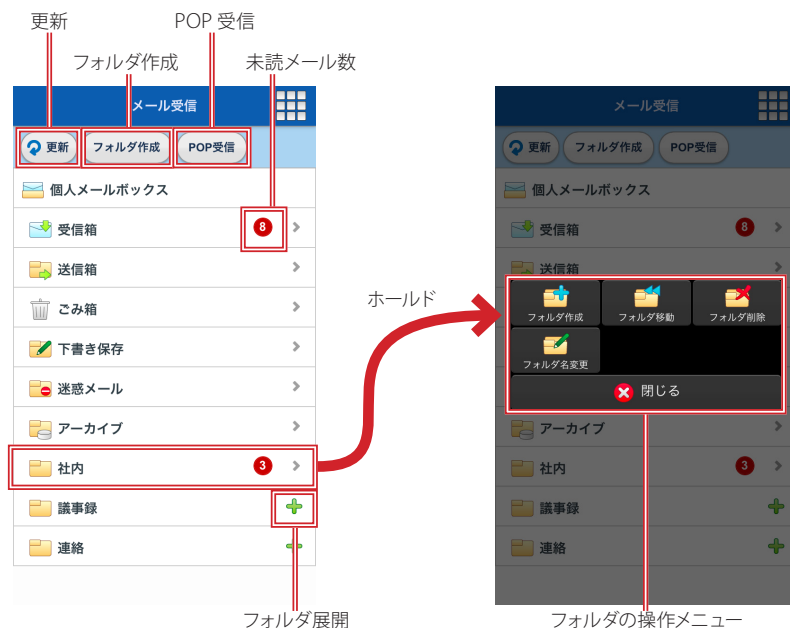 更新
POP 受信
フォルダ作成
未読メール数
メール受信
更新
フォルダ作成
POP受信
個人メールボックス
受信箱
8
送信箱
ごみ箱
下書き保存
迷惑メール
アーカイブ
社内
3
議事録
連絡
フォルダ展開
ホールド
メール受信
更新
フォルダ作成
POP受信
個人メールボックス
受信箱
8
送信箱
フォルダ作成
フォルダ移動
フォルダ削除
フォルダ名変更
閉じる
アーカイブ
社内
3
議事録
連絡
フォルダの操作メニュー